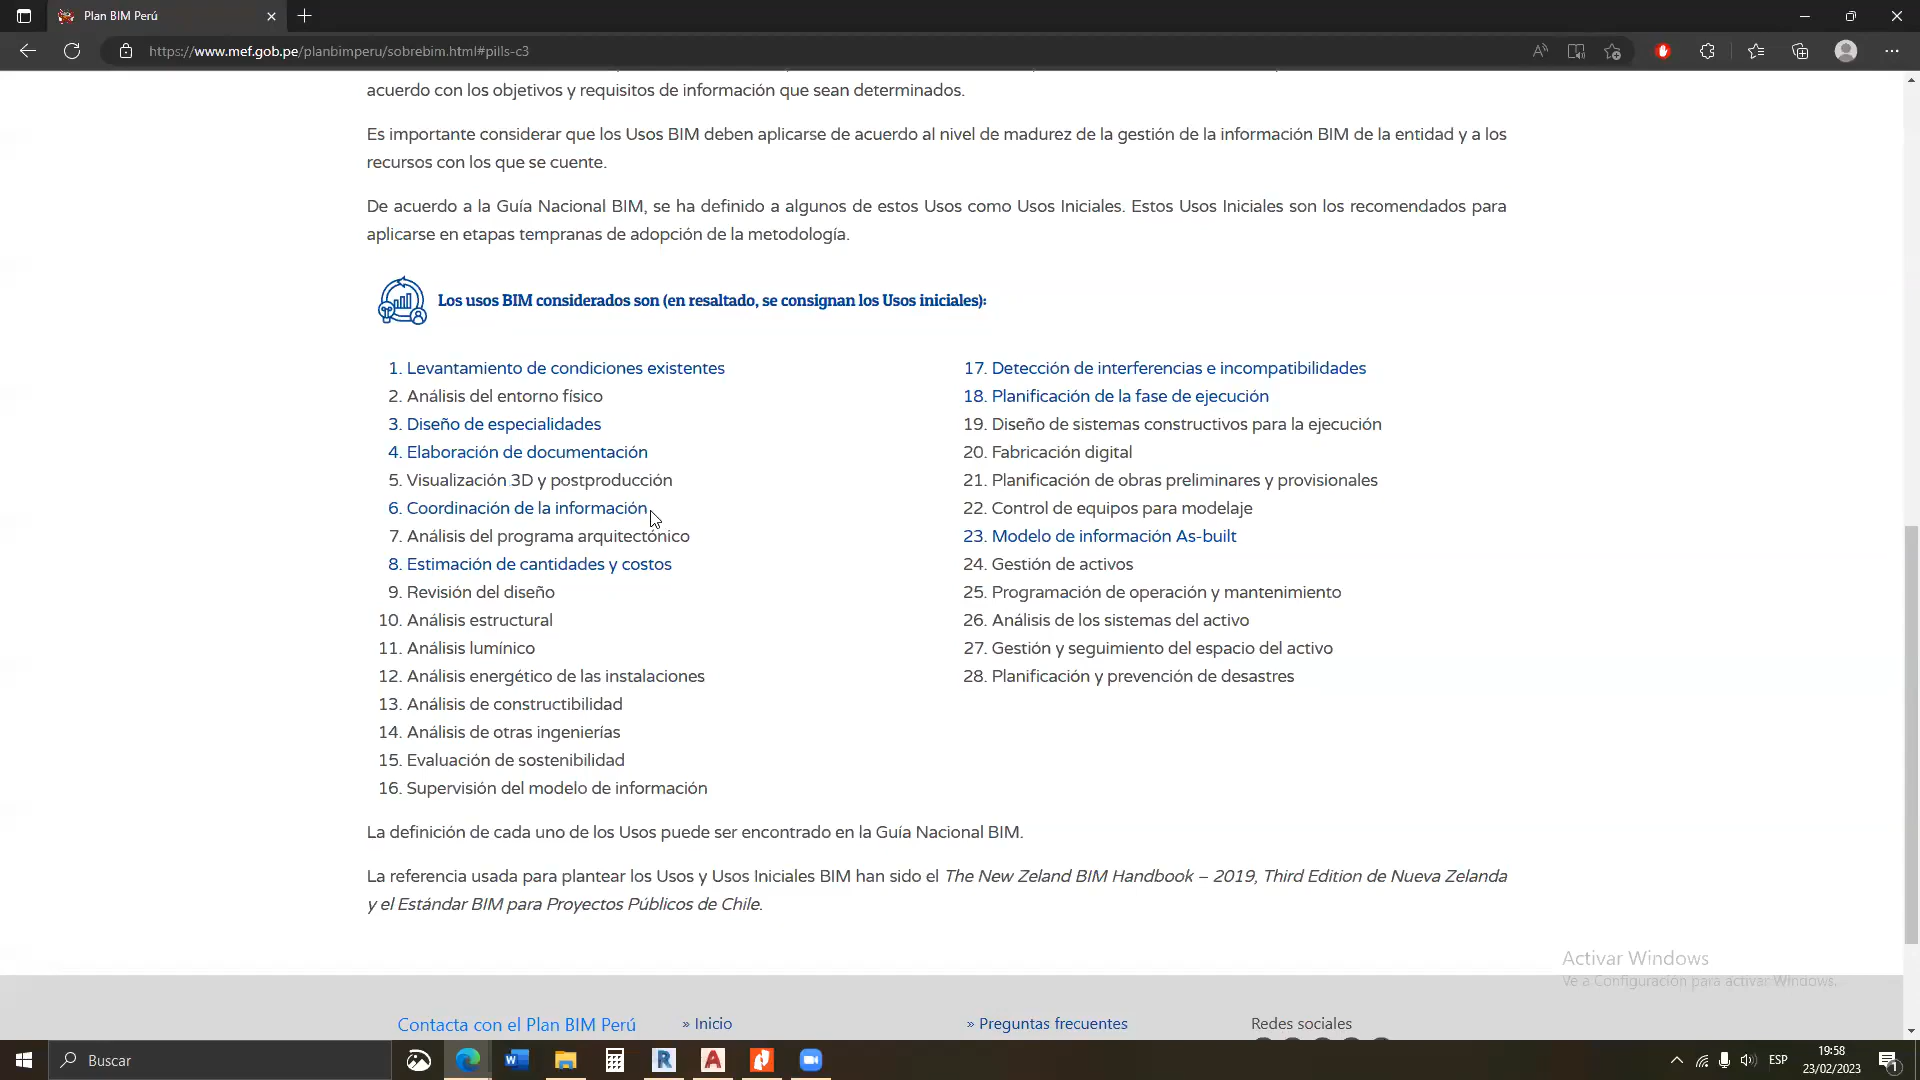 Plan BIM Perú
https://www.mef.gob.pe/planbimperu/sobrebim.html#pills-c3
acuerdo con los objetivos y requisitos de información que sean determinados.
Es importante considerar que los Usos BIM deben aplicarse de acuerdo al nivel de madurez de la gestión de la información BIM de la entidad y a los
recursos con los que se cuente.
De acuerdo a la Guía Nacional BIM, se ha definido a algunos de estos Usos como Usos Iniciales. Estos Usos Iniciales son los recomendados para
aplicarse en etapas tempranas de adopción de la metodología.
Los usos BIM considerados son (en resaltado, se consignan los Usos iniciales):
1. Levantamiento de condiciones existentes
2. Análisis del entorno físico
3. Diseño de especialidades
4. Elaboración de documentación
5. Visualización 3D y postproducción
6. Coordinación de la información
7. Análisis del programa arquitectónico
8. Estimación de cantidades y costos
9. Revisión del diseño
10. Análisis estructural
11. Análisis lumínico
12. Análisis energético de las instalaciones
13. Análisis de constructibilidad
14. Análisis de otras ingenierías
15. Evaluación de sostenibilidad
16. Supervisión del modelo de información
17. Detección de interferencias e incompatibilidades
18. Planificación de la fase de ejecución
19. Diseño de sistemas constructivos para la ejecución
20. Fabricación digital
21. Planificación de obras preliminares y provisionales
22. Control de equipos para modelaje
23. Modelo de información As-built
24. Gestión de activos
25. Programación de operación y mantenimiento
26. Análisis de los sistemas del activo
27. Gestión y seguimiento del espacio del activo
28. Planificación y prevención de desastres
La definición de cada uno de los Usos puede ser encontrado en la Guía Nacional BIM.
La referencia usada para plantear los Usos y Usos Iniciales BIM han sido el The New Zeland BIM Handbook – 2019, Third Edition de Nueva Zelanda
y el Estándar BIM para Proyectos Públicos de Chile.
Activar Windows
Ve a Configuración para activar Windows.
Contacta con el Plan BIM Perú
» Inicio
» Preguntas frecuentes
Redes sociales
Buscar
ESP
19:58
23/02/2023